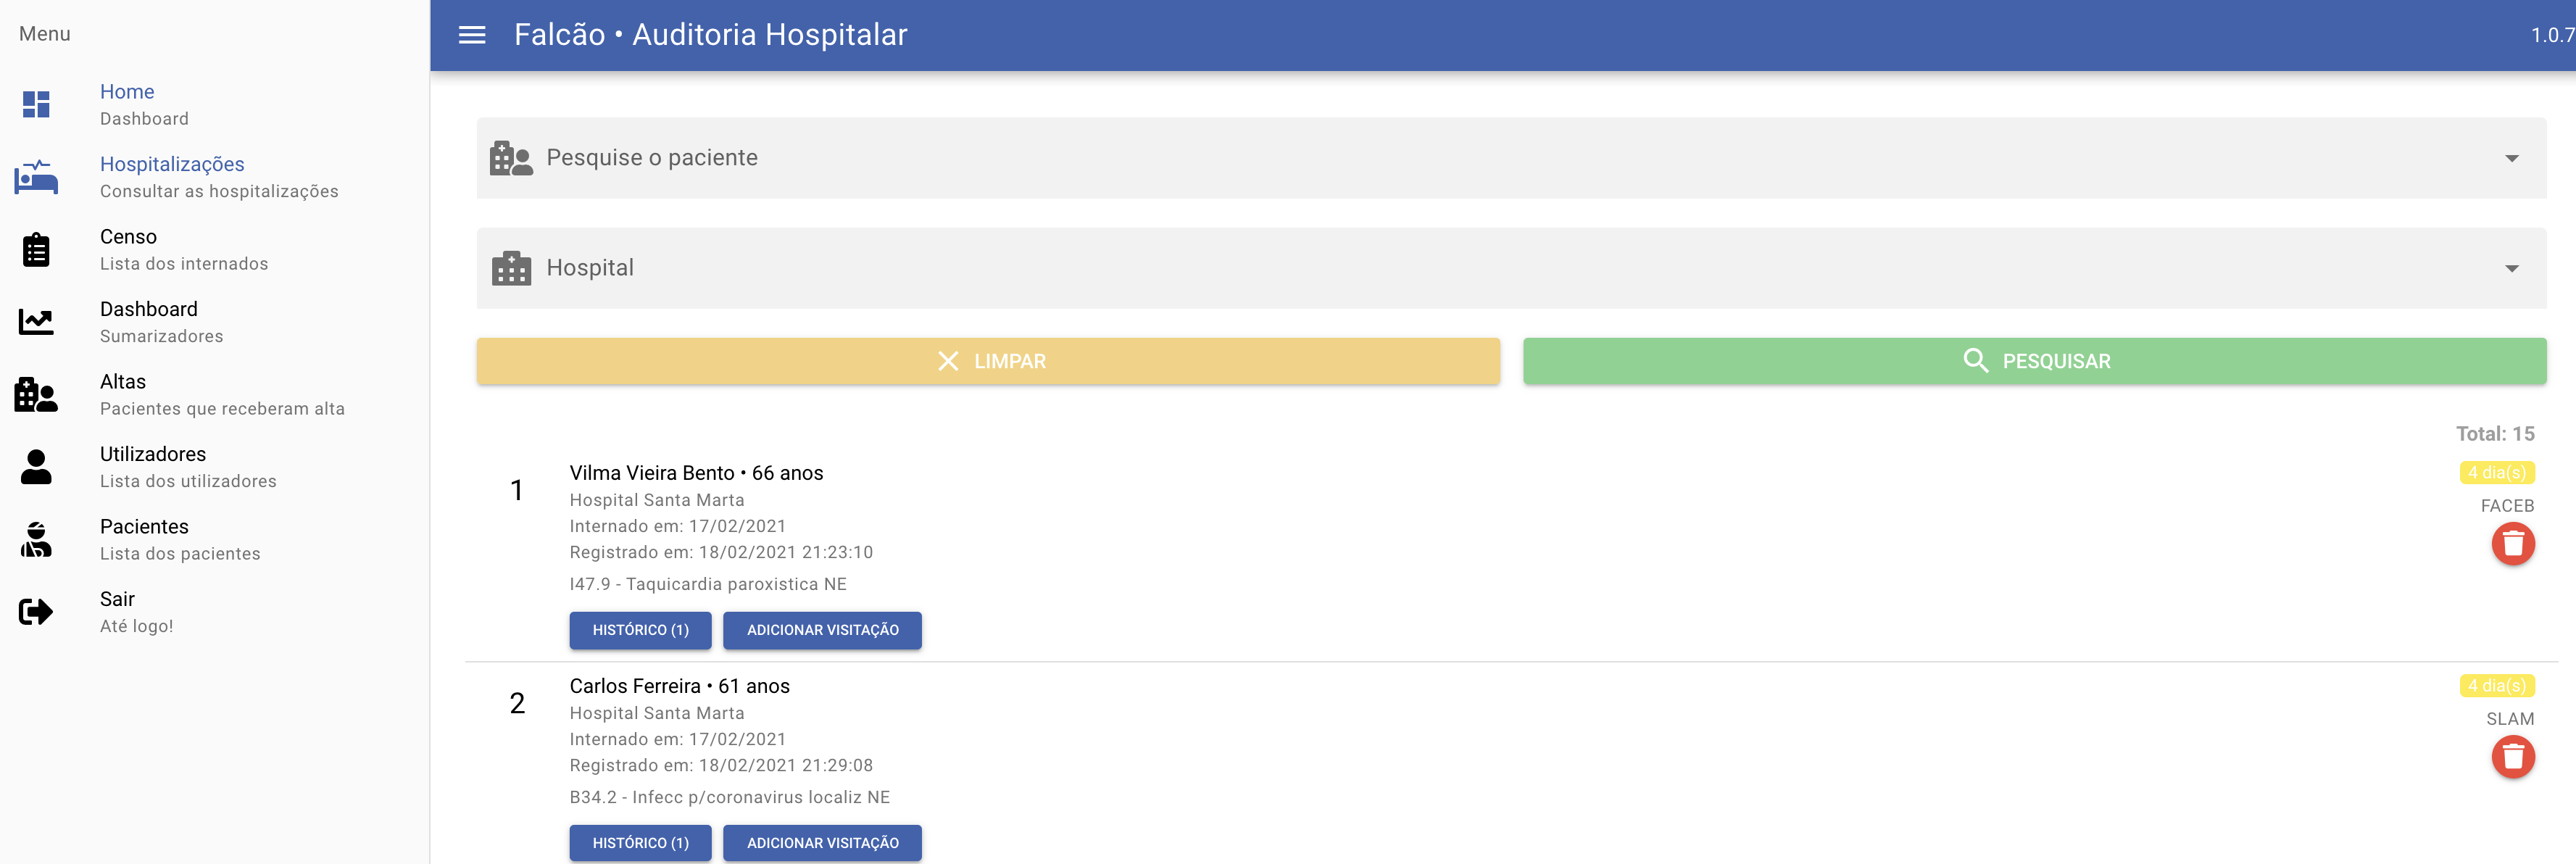 Menu
Home
Dashboard
Hospitalizações
Consultar as hospitalizações
Censo
Lista dos internados
Dashboard
Sumarizadores
Altas
Pacientes que receberam alta
Utilizadores
Lista dos utilizadores
Pacientes
Lista dos pacientes
Sair
Até logo!
Falcão • Auditoria Hospitalar
1.0.7
Pesquise o paciente
Hospital
LIMPAR
PESQUISAR
Total: 15
1
Vilma Vieira Bento • 66 anos
Hospital Santa Marta
Internado em: 17/02/2021
Registrado em: 18/02/2021 21:23:10
I47.9 - Taquicardia paroxistica NE
HISTÓRICO (1)
ADICIONAR VISITAÇÃO
4 dia(s)
FACEB
2
Carlos Ferreira • 61 anos
Hospital Santa Marta
Internado em: 17/02/2021
Registrado em: 18/02/2021 21:29:08
B34.2 - Infecc p/coronavirus localiz NE
HISTÓRICO (1)
ADICIONAR VISITAÇÃO
4 dia(s)
SLAM